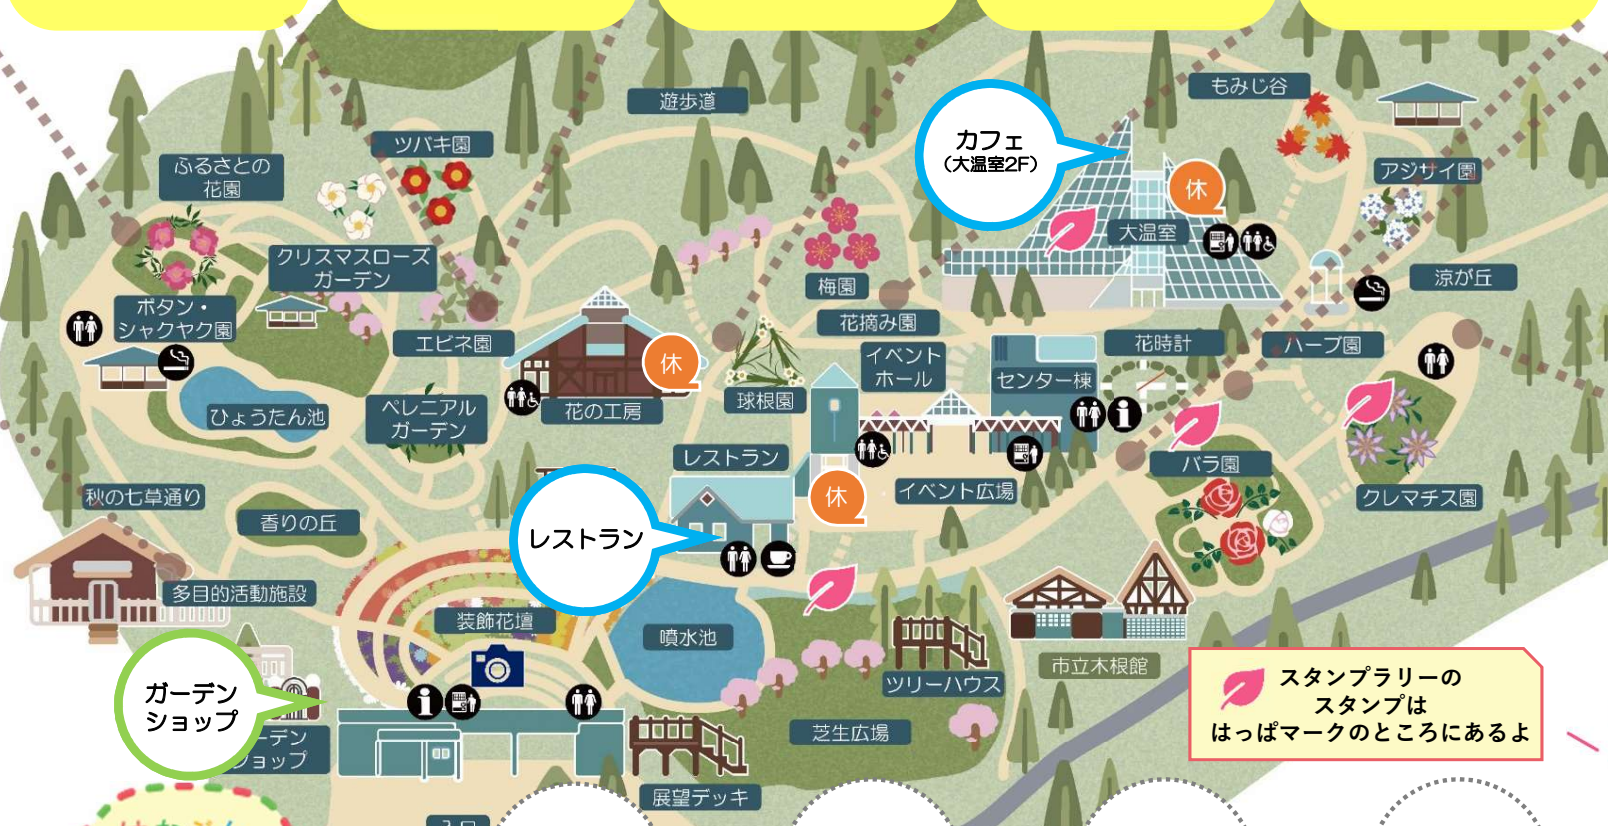 遊歩道
もみじ谷
カフェ
（大温室2F）
ツバキ園
ふるさとの
花園
アジサイ園
休
大温室
クリスマスローズ
ガーデン
梅園
涼が丘
ボタン・
シャクヤク園
エビネ園
花摘み園
花時計
ハーブ園
イベント
ホール
休
センター棟
ひょうたん池
ペレニアル
ガーデン
花の工房
球根園
レストラン
バラ園
秋の七草通り
香りの丘
休
イベント広場
クレマチス園
レストラン
多目的活動施設
装飾花壇
噴水池
市立木根館
ツリーハウス
ガーデン
ショップ
スタンプラリーの
スタンプは
はっぱマークのところにあるよ
芝生広場
ーデン
ョップ
展望デッキ
入口